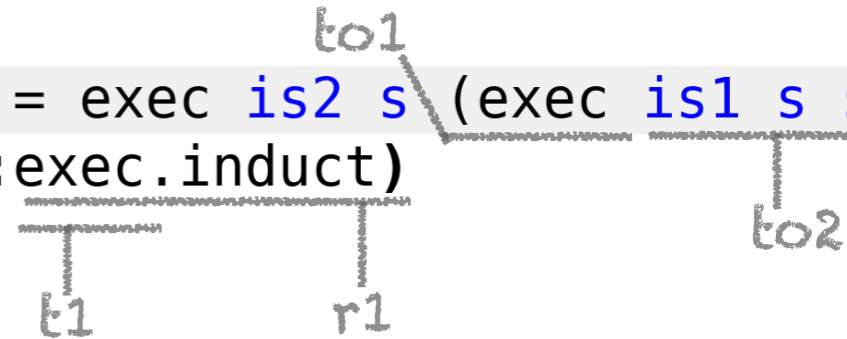 to1
= exec is2 s (exec is1 s s
:exec.induct)
to2
t1 r1